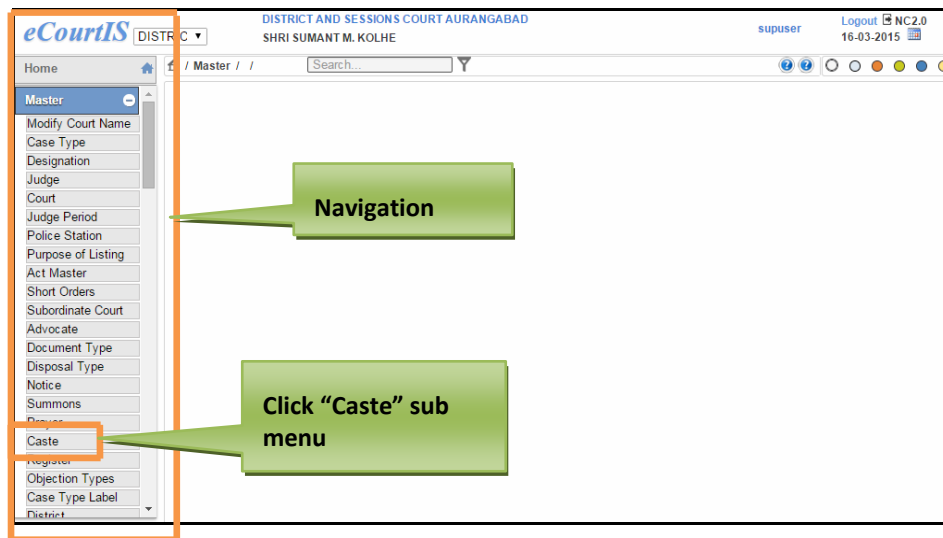 DISTRICT AND SESSIONS COURT AURANGABAD
eCourtIS DISTRIC
SHRI SUMANT M. KOLHE
supuser
Logout NC2.0
16-03-2015
Home
/ Master / /
Search...
Master
Modify Court Name
Case Type
Designation
Judge
Court
Judge Period
Police Station
Purpose of Listing
Act Master
Short Orders
Subordinate Court
Advocate
Document Type
Disposal Type
Notice
Summons
Prayer
Caste
Register
Objection Types
Case Type Label
District
Navigation
Click “Caste” sub
menu